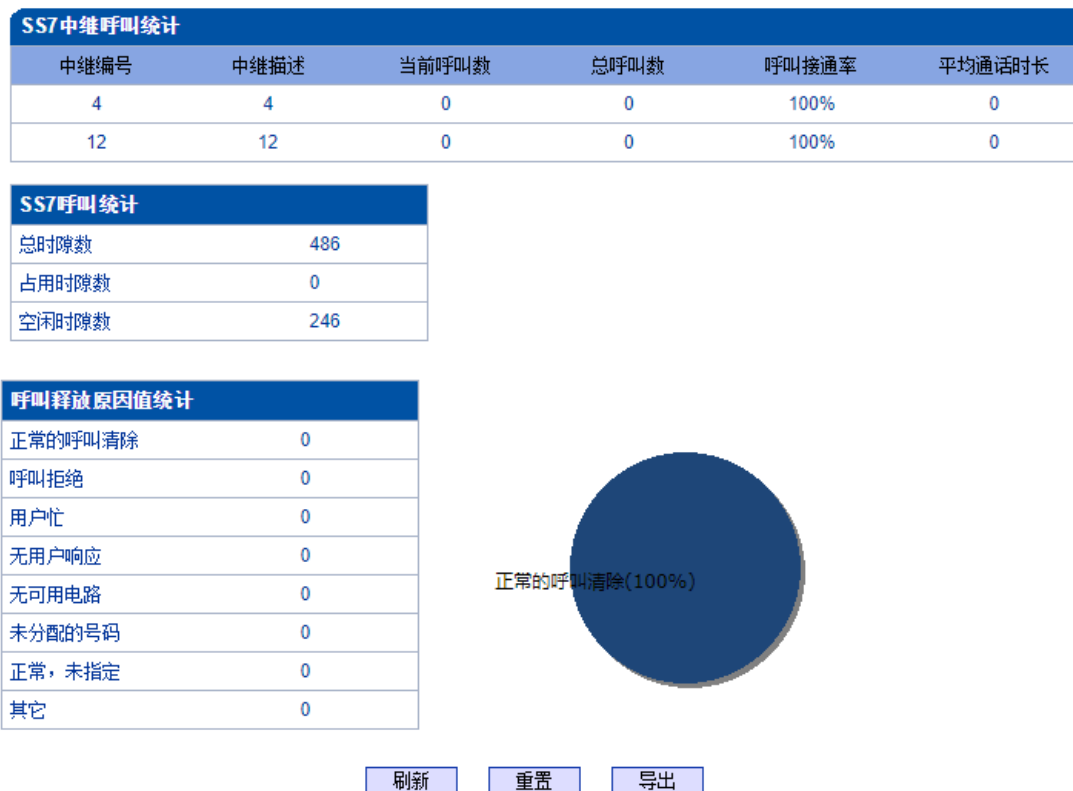 SS7中继呼叫统计
中继编号 中继描述 当前呼叫数 总呼叫数 呼叫接通率 平均通话时长
4 4 0 0 100% 0
12 12 0 0 100% 0
SS7呼叫统计
总时隙数 486
占用时隙数 0
空闲时隙数 246
呼叫释放原因值统计
正常的呼叫清除 0
呼叫拒绝 0
用户忙 0
无用户响应 0
无可用电路 0
未分配的号码 0
正常，未指定 0
其它 0
正常的呼叫清除(100%)
刷新 重置 导出